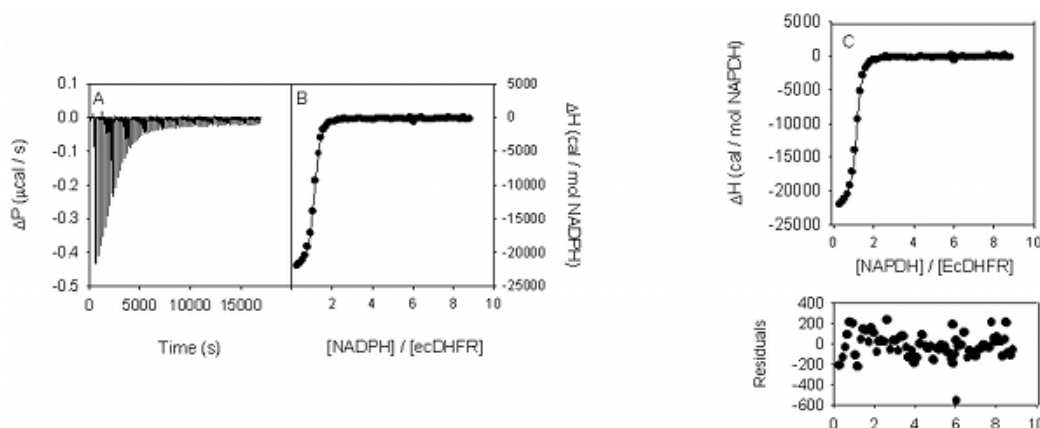 A
0.1
0.0
-0.1
-0.2
-0.3
-0.4
-0.5
ΔP (μcal / s)
0 5000 10000 15000
Time (s)
B
5000
0
-5000
-10000
-15000
-20000
-25000
ΔH (cal / mol NADPH)
2 4 6 8 10
[NADPH] / [ecDHFR]
C
5000
0
-5000
-10000
-15000
-20000
-25000
ΔH (cal / mol NAPDH)
0 2 4 6 8 10
[NAPDH] / [EcDHFR]
400
200
0
-200
-400
-600
Residuals
0 2 4 6 8 10